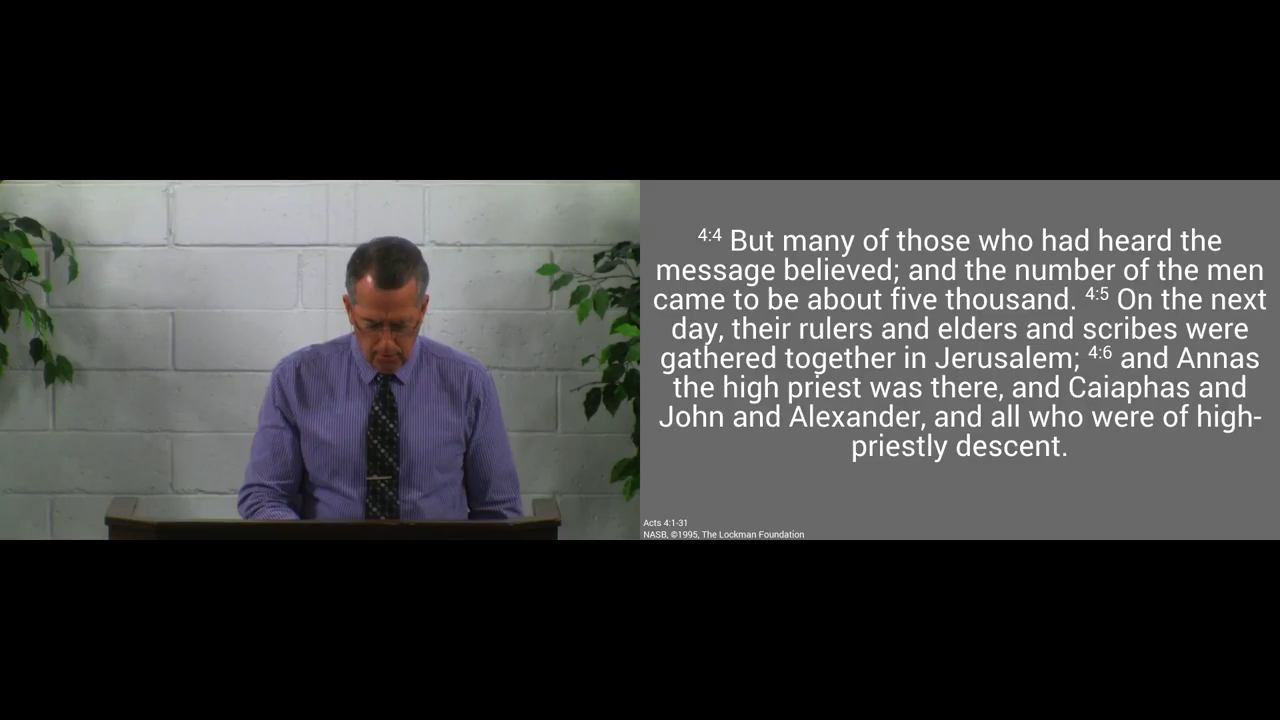 4:4 But many of those who had heard the
message believed; and the number of the men
came to be about five thousand. 4:5 On the next
day, their rulers and elders and scribes were
gathered together in Jerusalem; 4:6 and Annas
the high priest was there, and Caiaphas and
John and Alexander, and all who were of high-
priestly descent.
Acts 4:1-31
NASB, ©1995, The Lockman Foundation